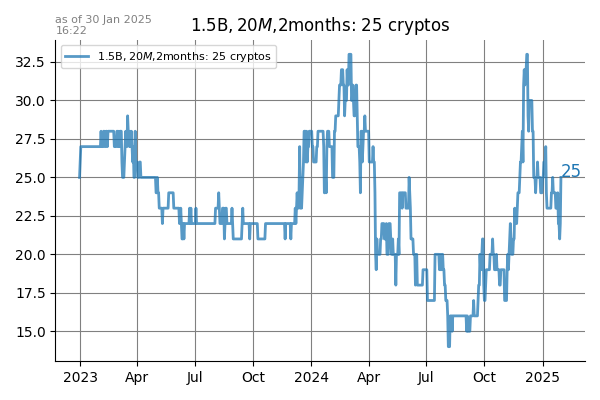 as of 30 Jan 2025
16:22
1.5B, 20M,2months: 25 cryptos
1.5B, 20M,2months: 25 cryptos
32.5
30.0
27.5
25.0
22.5
20.0
17.5
15.0
25
2023 Apr Jul Oct 2024 Apr Jul Oct 2025